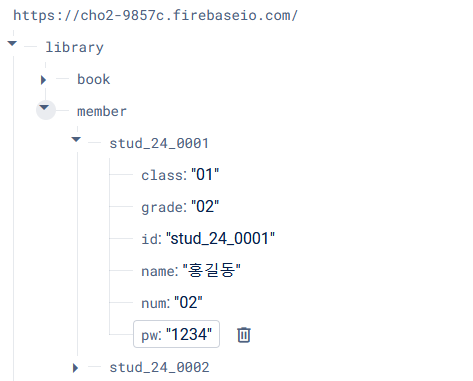 https://cho2-9857c.firebaseio.com/
library
book
member
stud_24_0001
class: "01"
grade: "02"
id: "stud_24_0001"
name: "홍길동"
num: "02"
pw: "1234"
stud_24_0002